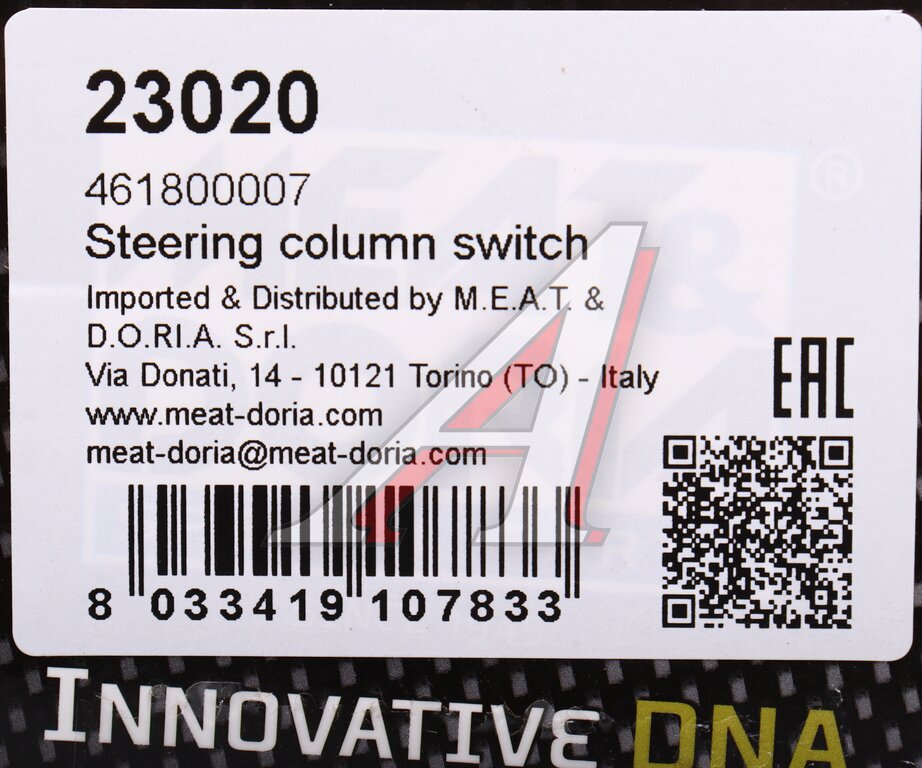 23020
461800007
Steering column switch
Imported & Distributed by M.E.A.T. &
D.O.RI.A. S.r.l.
Via Donati, 14 - 10121 Torino (TO) - Italy
www.meat-doria.com
meat-doria@meat-doria.com
EAC
8 033419 107833
INNOVATIVE DNA